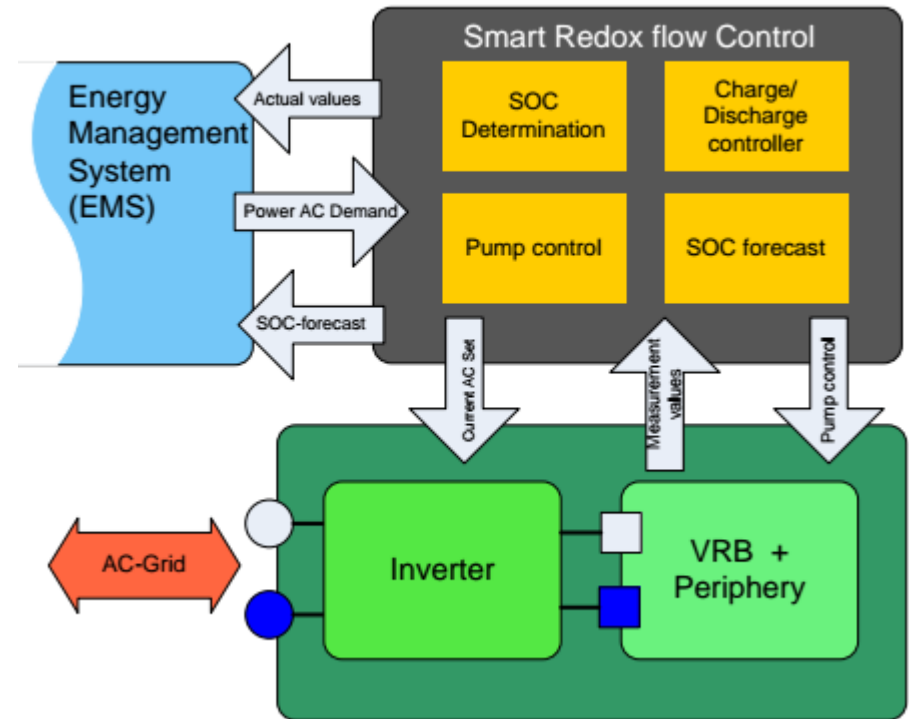 Smart Redox flow Control
Energy
Management
System
(EMS)
Actual values
Power AC Demand
SOC-forecast
SOC
Determination
Charge/
Discharge
controller
Pump control
SOC forecast
Current AC Set
Measurement
values
Pump control
AC-Grid
Inverter
VRB +
Periphery